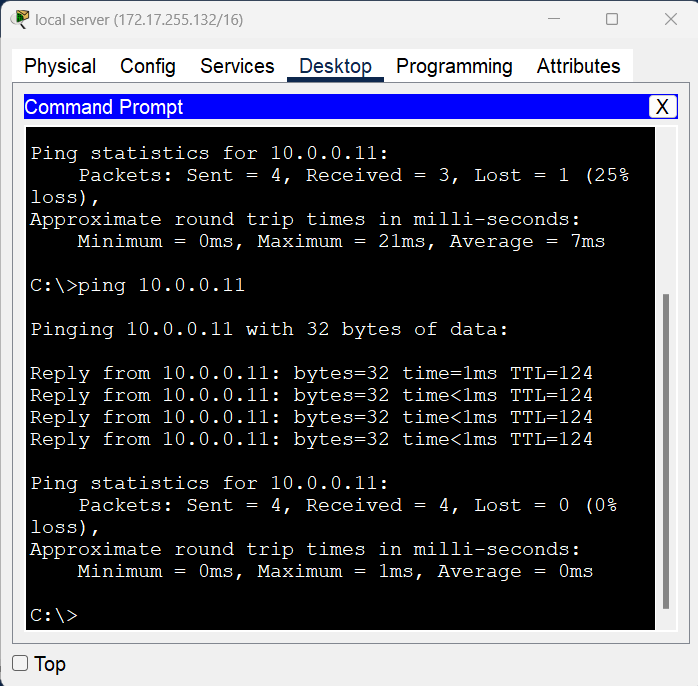 local server (172.17.255.132/16)
Physical Config Services Desktop Programming Attributes
Command Prompt X
Ping statistics for 10.0.0.11:
    Packets: Sent = 4, Received = 3, Lost = 1 (25%
loss),
Approximate round trip times in milli-seconds:
    Minimum = 0ms, Maximum = 21ms, Average = 7ms
C:\>ping 10.0.0.11
Pinging 10.0.0.11 with 32 bytes of data:
Reply from 10.0.0.11: bytes=32 time=1ms TTL=124
Reply from 10.0.0.11: bytes=32 time<1ms TTL=124
Reply from 10.0.0.11: bytes=32 time<1ms TTL=124
Reply from 10.0.0.11: bytes=32 time<1ms TTL=124
Ping statistics for 10.0.0.11:
    Packets: Sent = 4, Received = 4, Lost = 0 (0%
loss),
Approximate round trip times in milli-seconds:
    Minimum = 0ms, Maximum = 1ms, Average = 0ms
C:\>
Top